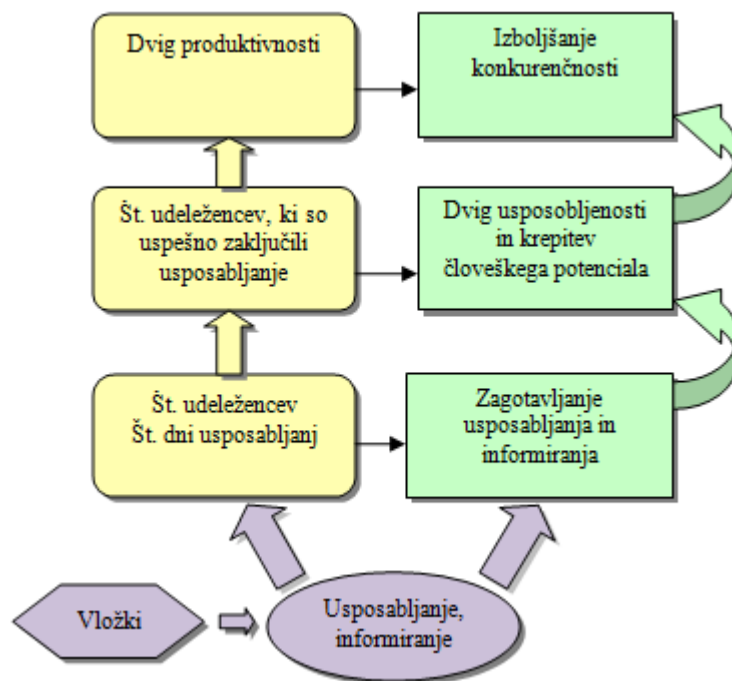 Dvig produktivnosti
Izboljšanje
konkurenčnosti
Št. udeležencev, ki so
uspešno zaključili
usposabljanje
Dvig usposobljenosti
in krepitev
človeškega potenciala
Št. udeležencev
Št. dni usposabljanj
Zagotavljanje
usposabljanja in
informiranja
Vložki
Usposabljanje,
informiranje